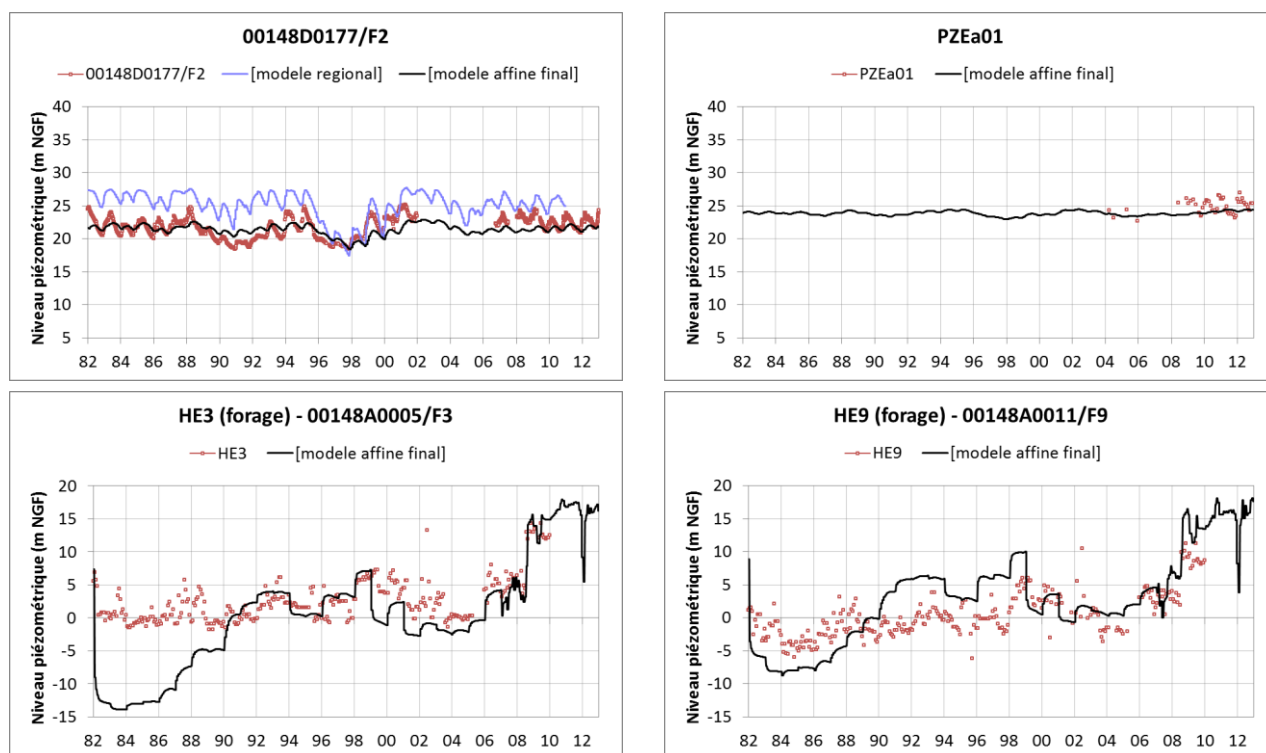 00148D0177/F2
00148D0177/F2 [modele regional] [modele affine final]
Niveau piézométrique (m NGF)
40
35
30
25
20
15
10
5
82 84 86 88 90 92 94 96 98 00 02 04 06 08 10 12
PZEa01
PZEa01 [modele affine final]
Niveau piézométrique (m NGF)
40
35
30
25
20
15
10
5
82 84 86 88 90 92 94 96 98 00 02 04 06 08 10 12
HE3 (forage) - 00148A0005/F3
HE3 [modele affine final]
Niveau piézométrique (m NGF)
20
15
10
5
0
-5
-10
-15
82 84 86 88 90 92 94 96 98 00 02 04 06 08 10 12
HE9 (forage) - 00148A0011/F9
HE9 [modele affine final]
Niveau piézométrique (m NGF)
20
15
10
5
0
-5
-10
-15
82 84 86 88 90 92 94 96 98 00 02 04 06 08 10 12